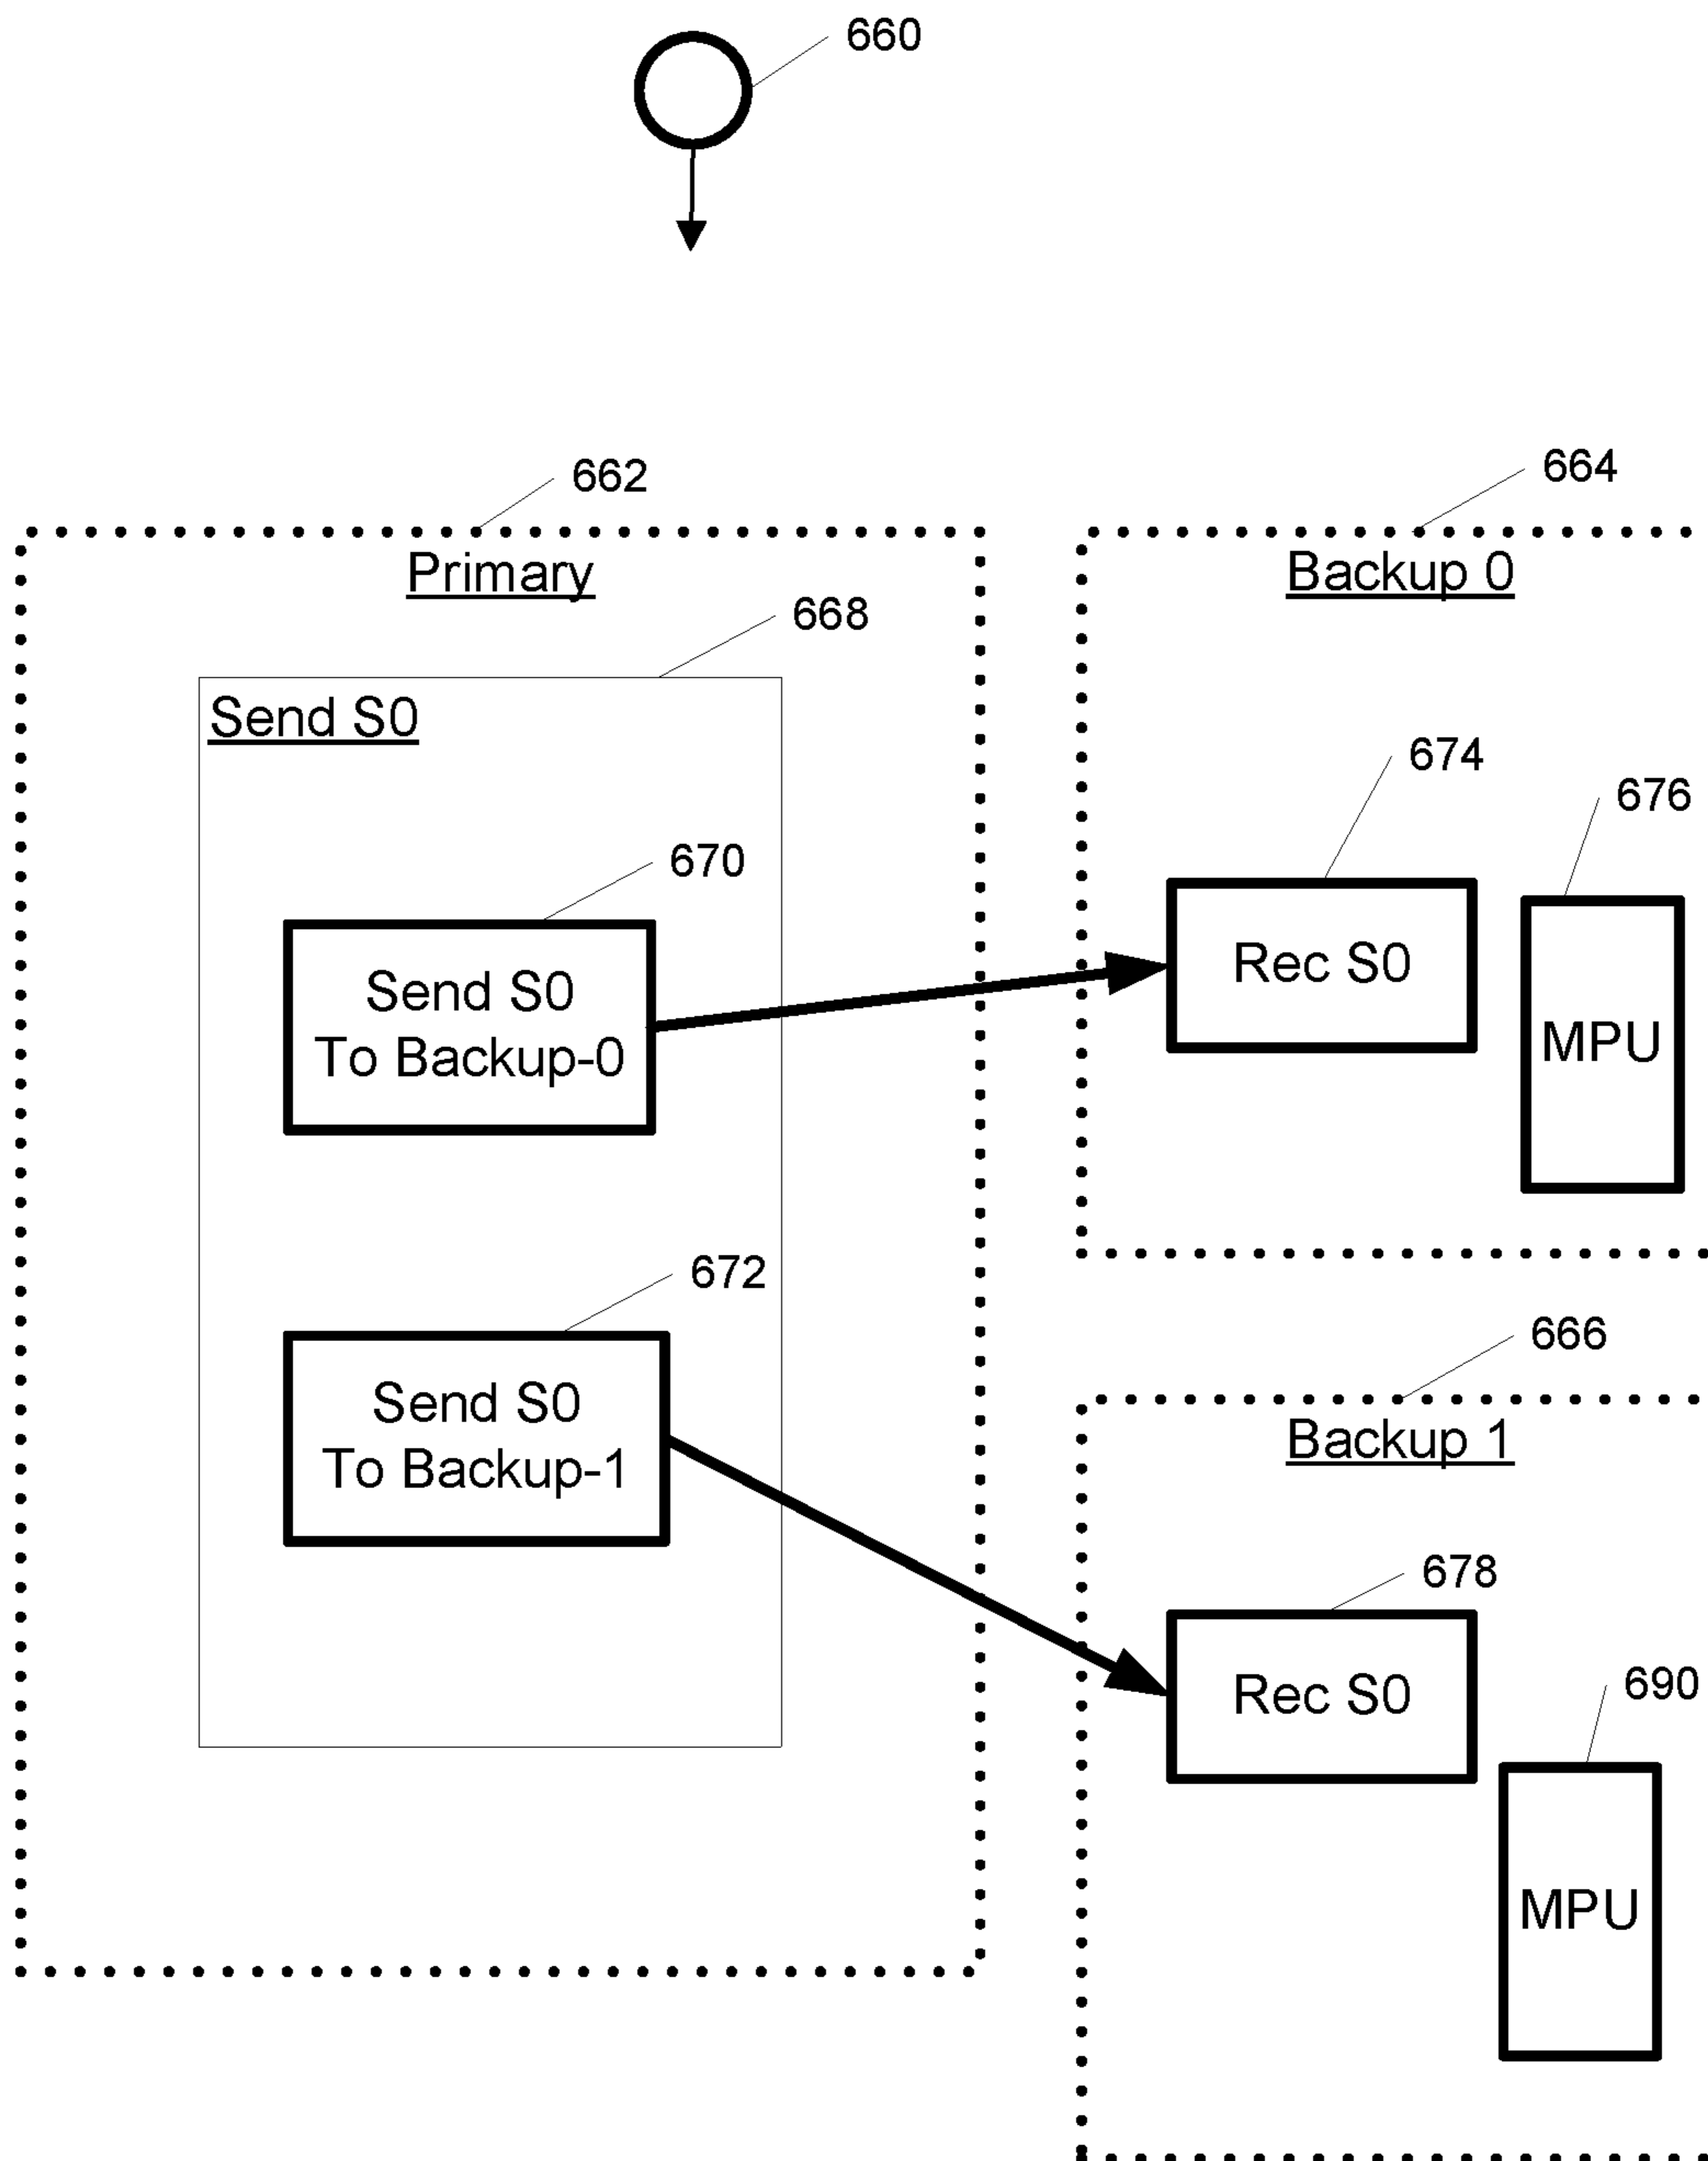 660
662
664
Primary
Backup 0
668
Send S0
674
676
670
Send S0
To Backup-0
Rec S0
MPU
672
666
Send S0
To Backup-1
Backup 1
678
690
Rec S0
MPU